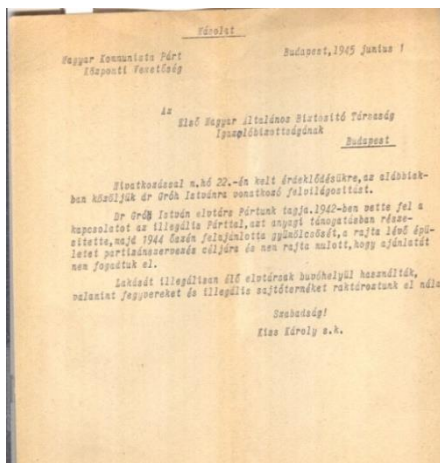 Másolat
Magyar Kommunista Párt
Központi Vezetőség
Budapest,1945 junius 1
Az
Első Magyar Általános Biztositó Társaság
Igazolóbizottságának
Budapest
Hivatkozással n.hó 22.-én kelt érdeklődésükre,az alábbiak-
ban közöljük dr Gróh Istvánra vonatkozó felvilágositást.
Dr Gróh István elvtárs Pártunk tagja.1942-ben vette fel a
kapcsolatot az illegális Párttal,azt anyagi támogatásban része-
sitette,majd 1944 őszén felajánlotta gyümölcsösét,a rajta lévő épü-
letet partizánszervezés céljára és nem rajta mulott,hogy ajánlatát
nem fogadtuk el.
Lakását illegálisan élő elvtársak buvóhelyül használták,
valamint fegyvereket és illegális sajtóterméket raktároztunk el nála
Szabadság!
Kiss Károly s.k.